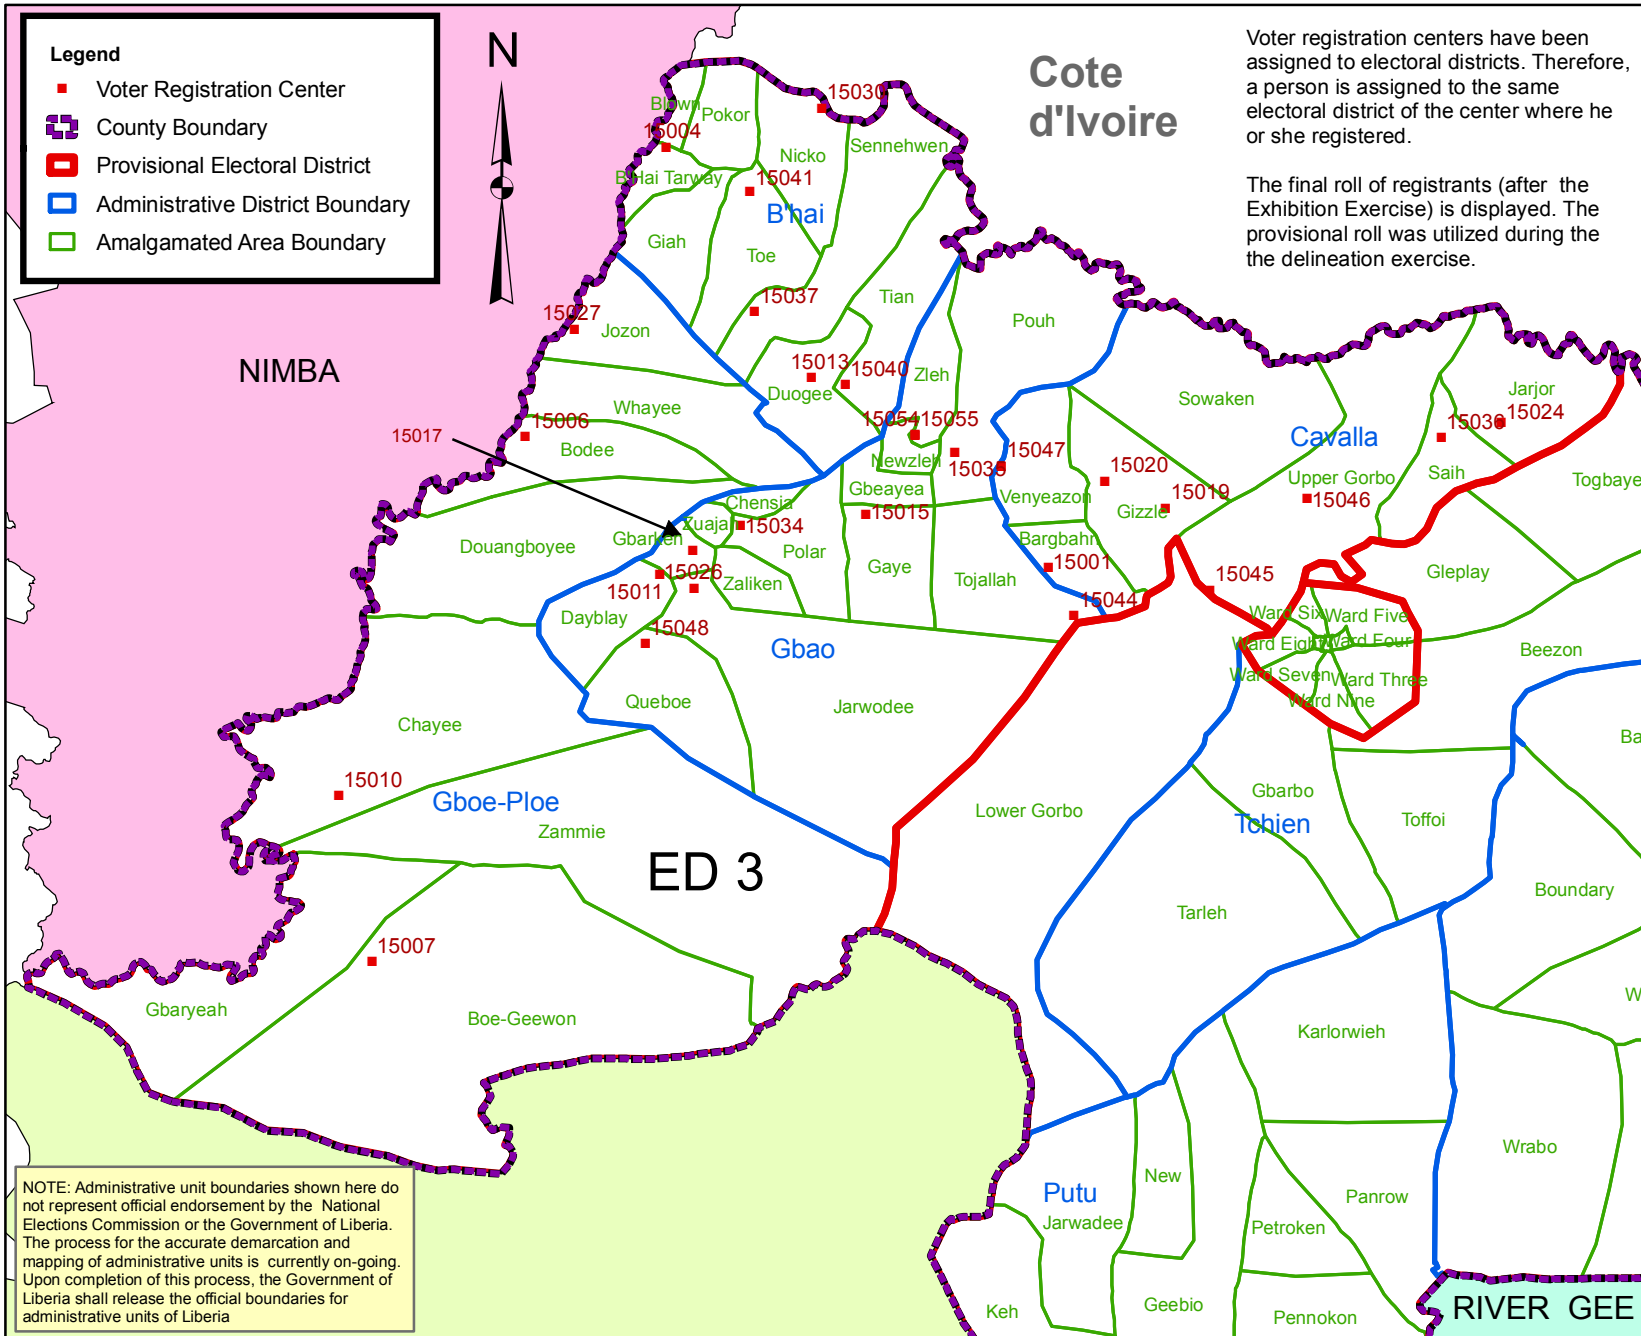 Legend
Voter Registration Center
County Boundary
Provisional Electoral District
Administrative District Boundary
Amalgamated Area Boundary
N
Cote
d'Ivoire
Voter registration centers have been
assigned to electoral districts. Therefore,
a person is assigned to the same
electoral district of the center where he
or she registered.
The final roll of registrants (after the
Exhibition Exercise) is displayed. The
provisional roll was utilized during the
the delineation exercise.
Blown
Pokor
15030
15004
Nicko
Sennehwen
B'Hai Tarway
15041
B'hai
Giah
Toe
15037
Tian
15027
Jozon
Pouh
NIMBA
15013
15040
Zleh
Duogee
Sowaken
Jarjor
Whayee
15006
15054
15055
15024
15017
Cavalla
15036
Bodee
Newzleh
15035
15047
15020
Saih
Togbaye
Upper Gorbo
Gbeayea
Venyeazon
15019
15046
Chensia
15015
Gizzle
Zuajah
15034
Douangboyee
Gbarken
Polar
Bargbahn
Gaye
15001
15026
Tojallah
15045
Gleplay
15011
Zaliken
Dayblay
15044
Ward Six
Ward Five
15048
Gbao
Ward Eight
Ward Four
Beezon
Ward Seven
Ward Three
Queboe
Jarwodee
Ward Nine
Chayee
Ba
15010
Gboe-Ploe
Zammie
Lower Gorbo
Gbarbo
Tchien
Toffoi
ED 3
Boundary
Tarleh
15007
Gbaryeah
Boe-Geewon
W
Karlorwieh
Wrabo
New
Putu
Jarwadee
Panrow
Petroken
Keh
Geebio
Pennokon
RIVER GEE
NOTE: Administrative unit boundaries shown here do
not represent official endorsement by the National
Elections Commission or the Government of Liberia.
The process for the accurate demarcation and
mapping of administrative units is currently on-going.
Upon completion of this process, the Government of
Liberia shall release the official boundaries for
administrative units of Liberia